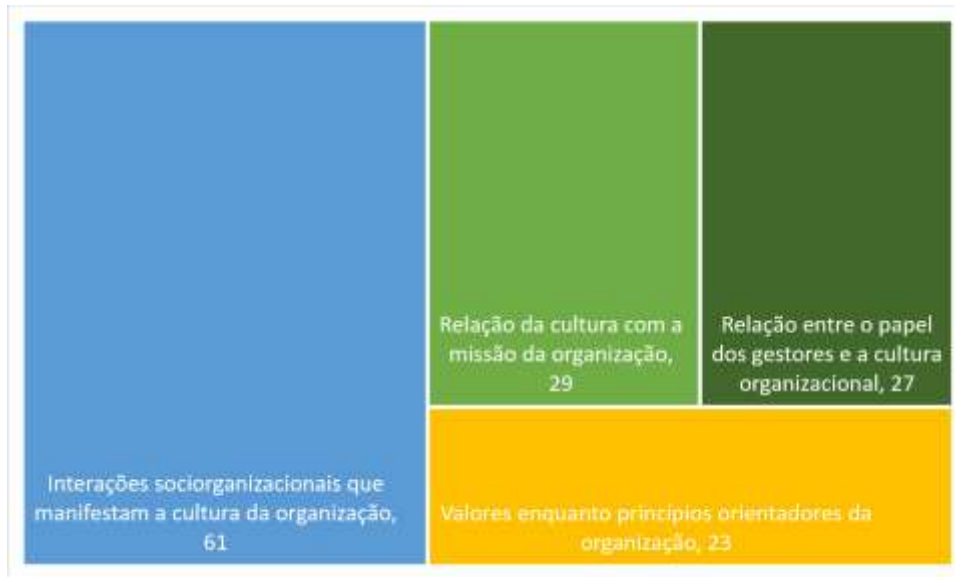 Relação da cultura com a
missão da organização,
29
Relação entre o papel
dos gestores e a cultura
organizacional, 27
Interações sociorganizacionais que
manifestam a cultura da organização,
61
Valores enquanto princípios orientadores da
organização, 23